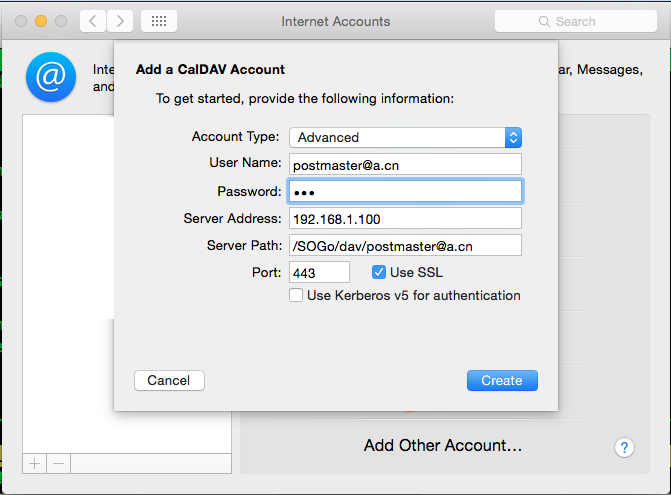 Internet Accounts
Search
@
Inte
ar, Messages,
and
Add a CalDAV Account
To get started, provide the following information:
Account Type: Advanced
User Name: postmaster@a.cn
Password: •••
Server Address: 192.168.1.100
Server Path: /SOGo/dav/postmaster@a.cn
Port: 443 Use SSL
Use Kerberos v5 for authentication
Cancel Create
Add Other Account...
?